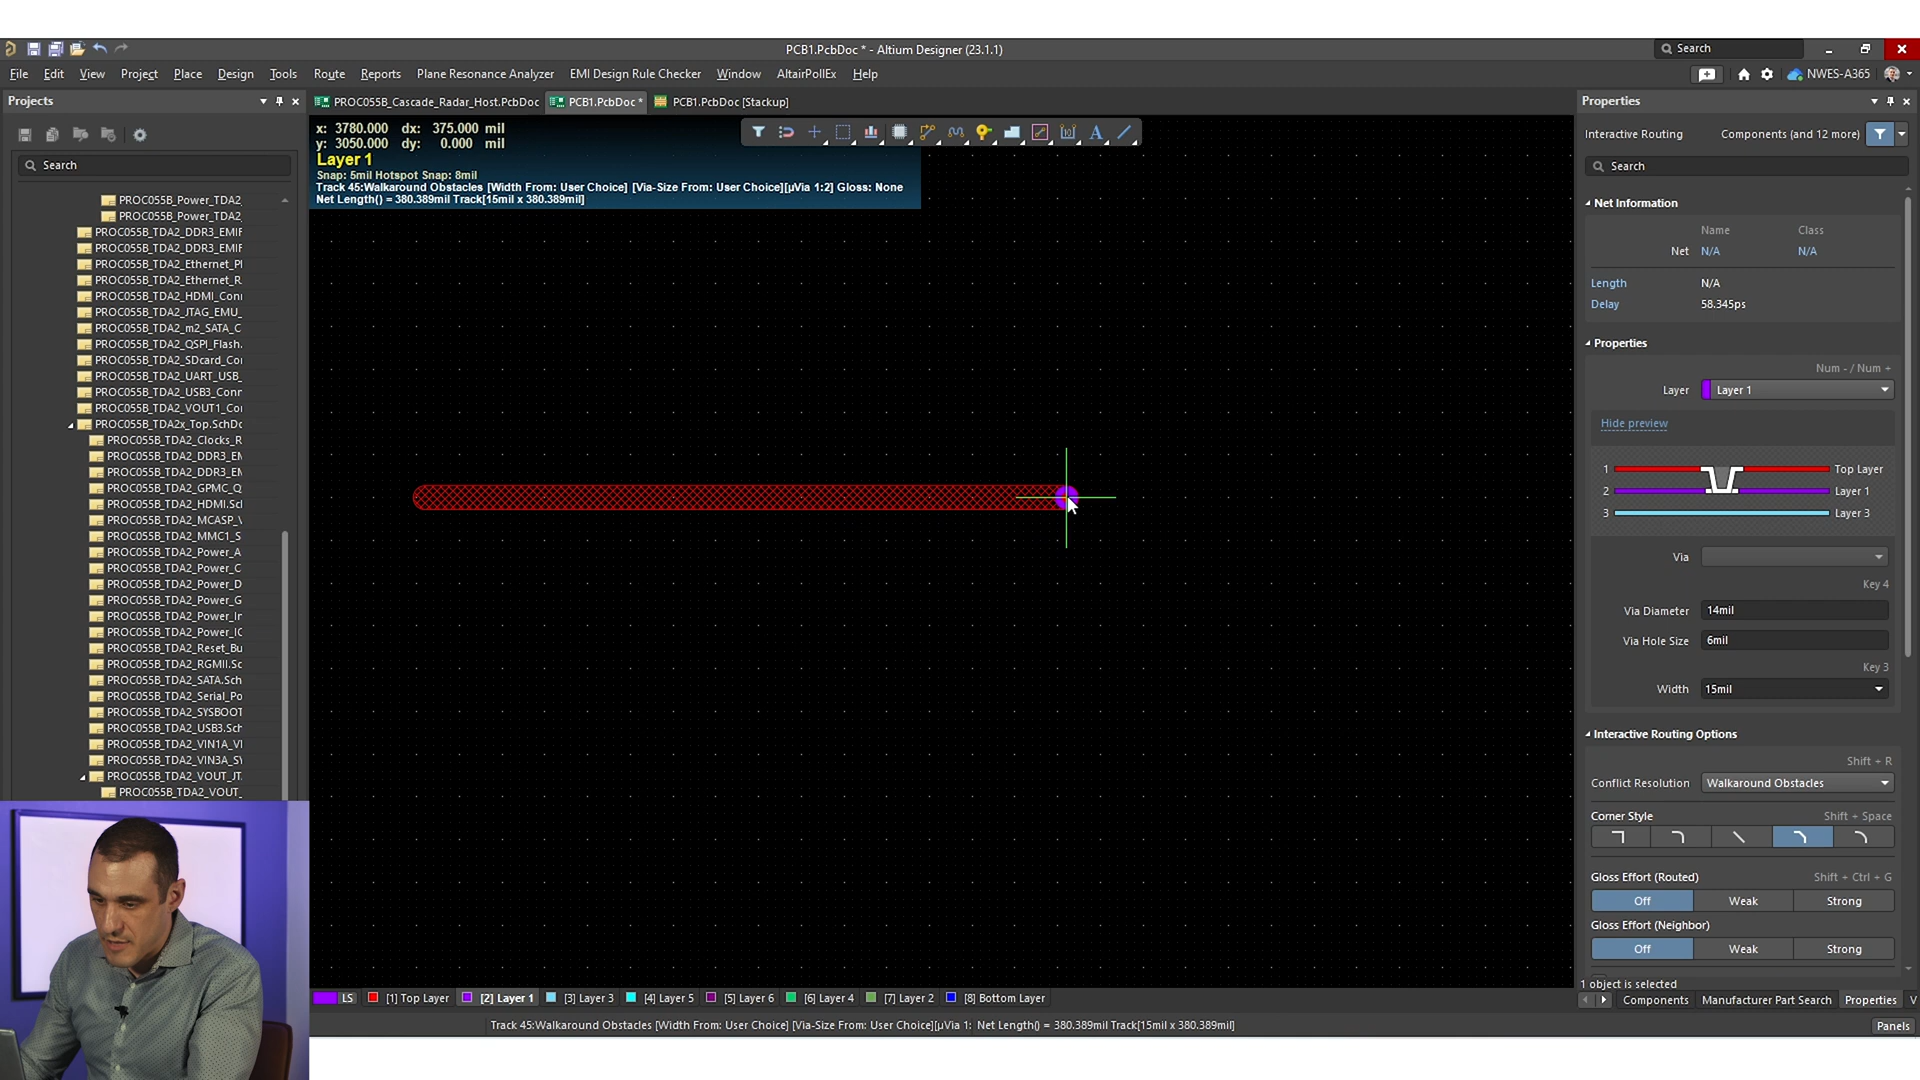 PCB1.PcbDoc * - Altium Designer (23.1.1)
Search
File Edit View Project Place Design Tools Route Reports Plane Resonance Analyzer EMI Design Rule Checker Window AltairPollEx Help
NWES-A365
Projects
PROC055B_Cascade_Radar_Host.PcbDoc
PCB1.PcbDoc *
PCB1.PcbDoc [Stackup]
Properties
Search
PROC055B_Power_TDA2_
PROC055B_Power_TDA2_
PROC055B_TDA2_DDR3_EMIF
PROC055B_TDA2_DDR3_EMIF
PROC055B_TDA2_Ethernet_PI
PROC055B_TDA2_Ethernet_R
PROC055B_TDA2_HDMI_Coni
PROC055B_TDA2_JTAG_EMU_
PROC055B_TDA2_m2_SATA_C
PROC055B_TDA2_QSPI_Flash.
PROC055B_TDA2_SDcard_Coi
PROC055B_TDA2_UART_USB_
PROC055B_TDA2_USB3_Conn
PROC055B_TDA2_VOUT1_Coi
PROC055B_TDA2x_Top.SchDc
PROC055B_TDA2_Clocks_R
PROC055B_TDA2_DDR3_EM
PROC055B_TDA2_DDR3_EM
PROC055B_TDA2_GPMC_Q
PROC055B_TDA2_HDMI.Scl
PROC055B_TDA2_MCASP_V
PROC055B_TDA2_MMC1_S
PROC055B_TDA2_Power_A
PROC055B_TDA2_Power_C
PROC055B_TDA2_Power_D
PROC055B_TDA2_Power_G
PROC055B_TDA2_Power_In
PROC055B_TDA2_Power_IC
PROC055B_TDA2_Reset_Bu
PROC055B_TDA2_RGMII.Sc
PROC055B_TDA2_SATA.Sch
PROC055B_TDA2_Serial_Po
PROC055B_TDA2_SYSBOOT
PROC055B_TDA2_USB3.Sch
PROC055B_TDA2_VIN1A_VI
PROC055B_TDA2_VIN3A_SY
PROC055B_TDA2_VOUT_JT.
PROC055B_TDA2_VOUT_
x: 3780.000 dx: 375.000 mil
y: 3050.000 dy: 0.000 mil
Layer 1
Snap: 5mil Hotspot Snap: 8mil
Track 45:Walkaround Obstacles [Width From: User Choice] [Via-Size From: User Choice][µVia 1:2] Gloss: None
Net Length() = 380.389mil Track[15mil x 380.389mil]
Interactive Routing Components (and 12 more)
Search
Net Information
Name Class
Net N/A N/A
Length N/A
Delay 58.345ps
Properties
Num - / Num +
Layer Layer 1
Hide preview
1 Top Layer
2 Layer 1
3 Layer 3
Via
Key 4
Via Diameter 14mil
Via Hole Size 6mil
Key 3
Width 15mil
Interactive Routing Options
Shift + R
Conflict Resolution Walkaround Obstacles
Corner Style Shift + Space
Gloss Effort (Routed) Shift + Ctrl + G
Off Weak Strong
Gloss Effort (Neighbor)
Off Weak Strong
1 object is selected
Components Manufacturer Part Search Properties V
LS [1] Top Layer [2] Layer 1 [3] Layer 3 [4] Layer 5 [5] Layer 6 [6] Layer 4 [7] Layer 2 [8] Bottom Layer
Track 45:Walkaround Obstacles [Width From: User Choice] [Via-Size From: User Choice][µVia 1: Net Length() = 380.389mil Track[15mil x 380.389mil]
Panels